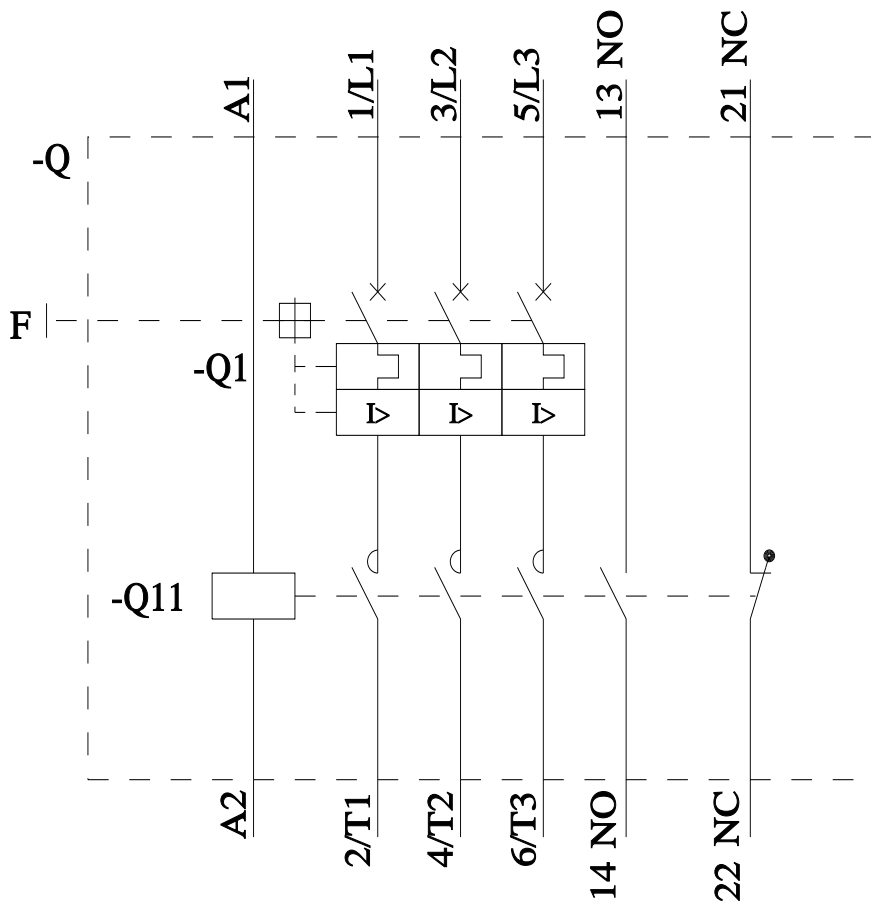 A1
1/L1
3/L2
5/L3
13 NO
21 NC
-Q
F
-Q1
I>
I>
I>
-Q11
A2
2/T1
4/T2
6/T3
14 NO
22 NC